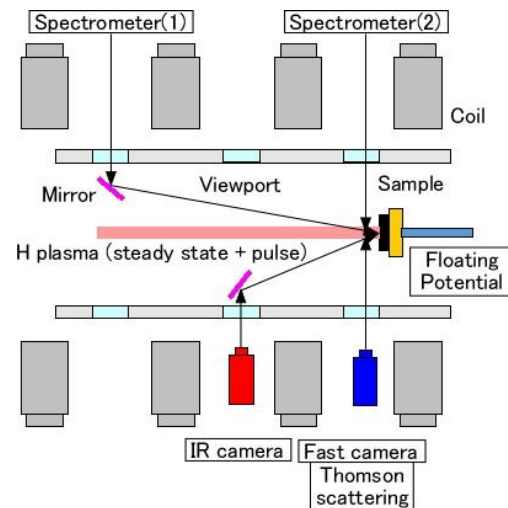 Spectrometer(1)
Spectrometer(2)
Coil
Mirror
Viewport
Sample
H plasma (steady state + pulse)
Floating
Potential
IR camera
Fast camera
Thomson
scattering